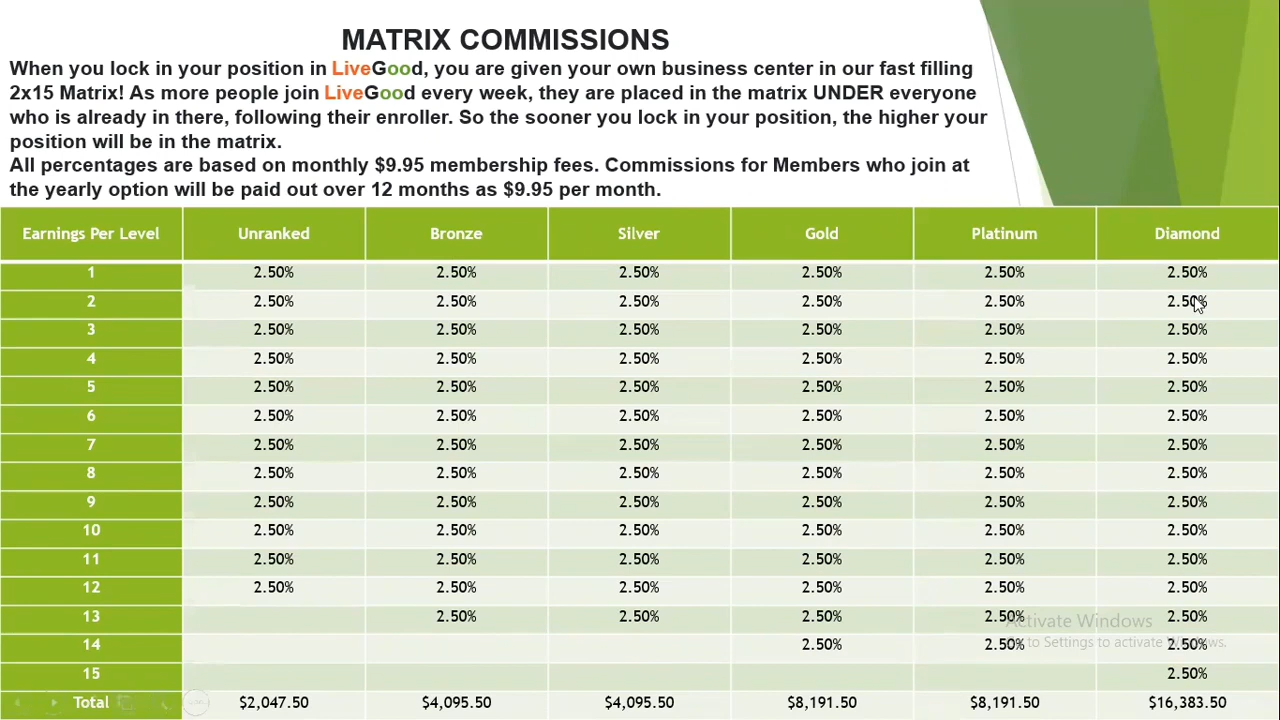 MATRIX COMMISSIONS
When you lock in your position in LiveGood, you are given your own business center in our fast filling
2x15 Matrix! As more people join LiveGood every week, they are placed in the matrix UNDER everyone
who is already in there, following their enroller. So the sooner you lock in your position, the higher your
position will be in the matrix.
All percentages are based on monthly $9.95 membership fees. Commissions for Members who join at
the yearly option will be paid out over 12 months as $9.95 per month.
Earnings Per Level Unranked Bronze Silver Gold Platinum Diamond
1 2.50% 2.50% 2.50% 2.50% 2.50% 2.50%
2 2.50% 2.50% 2.50% 2.50% 2.50% 2.50%
3 2.50% 2.50% 2.50% 2.50% 2.50% 2.50%
4 2.50% 2.50% 2.50% 2.50% 2.50% 2.50%
5 2.50% 2.50% 2.50% 2.50% 2.50% 2.50%
6 2.50% 2.50% 2.50% 2.50% 2.50% 2.50%
7 2.50% 2.50% 2.50% 2.50% 2.50% 2.50%
8 2.50% 2.50% 2.50% 2.50% 2.50% 2.50%
9 2.50% 2.50% 2.50% 2.50% 2.50% 2.50%
10 2.50% 2.50% 2.50% 2.50% 2.50% 2.50%
11 2.50% 2.50% 2.50% 2.50% 2.50% 2.50%
12 2.50% 2.50% 2.50% 2.50% 2.50% 2.50%
13 2.50% 2.50% 2.50% 2.50% 2.50%
Activate Windows
14 2.50% 2.50% 2.50%
Go to Settings to activate Windows.
15 2.50%
Total $2,047.50 $4,095.50 $4,095.50 $8,191.50 $8,191.50 $16,383.50